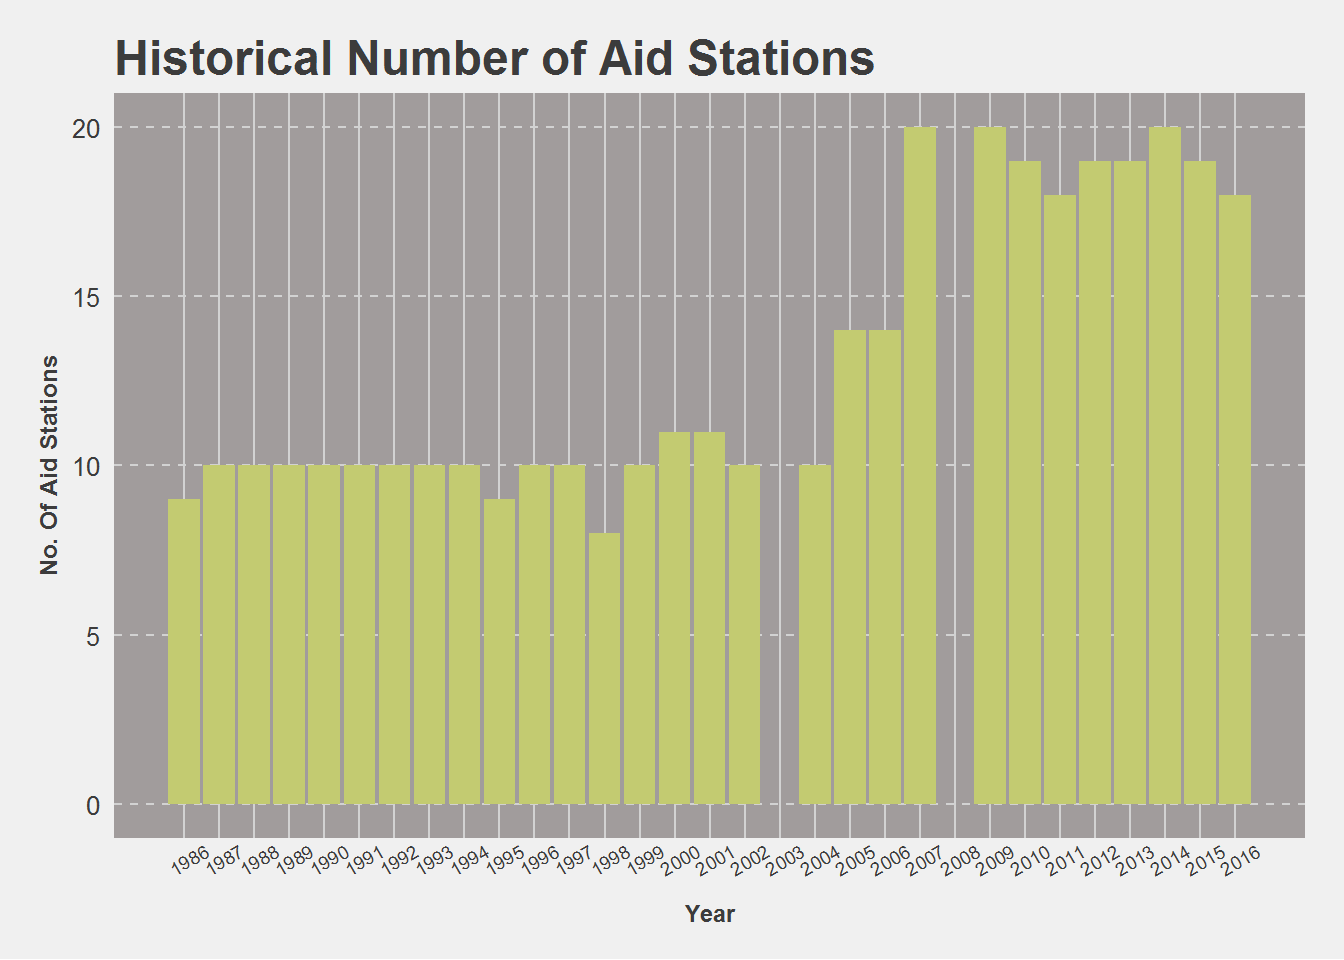 Historical Number of Aid Stations
20
15
10
5
0
No. Of Aid Stations
1986 1987 1988 1989 1990 1991 1992 1993 1994 1995 1996 1997 1998 1999 2000 2001 2002 2003 2004 2005 2006 2007 2008 2009 2010 2011 2012 2013 2014 2015 2016
Year